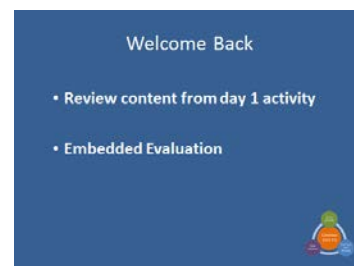 Welcome Back
• Review content from day 1 activity
• Embedded Evaluation